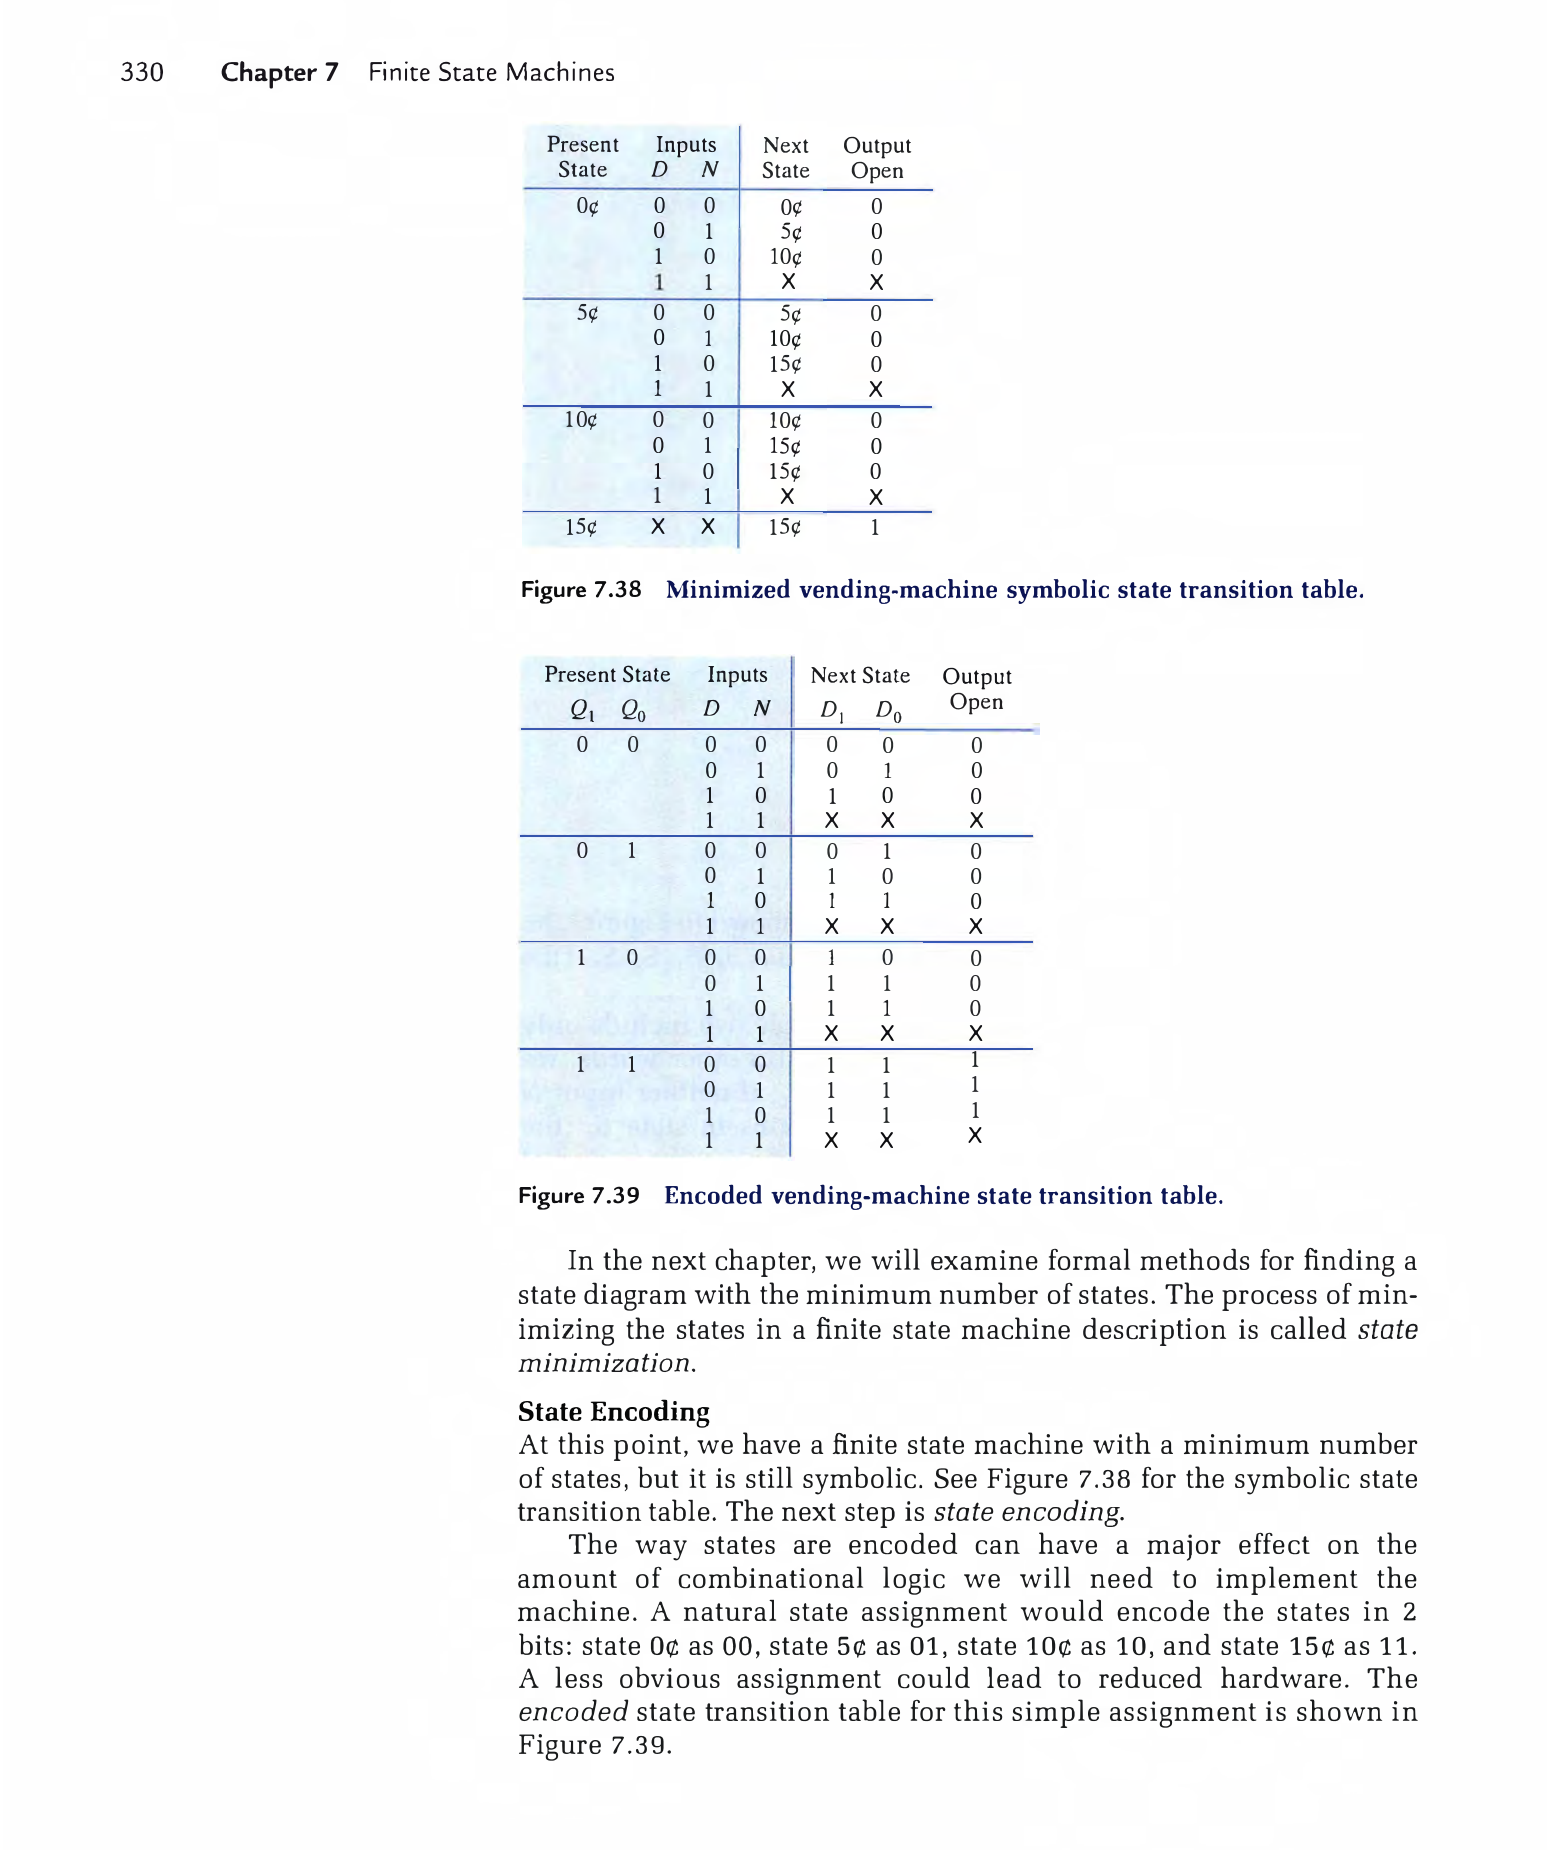 330 Chapter 7 Finite State Machines
Present Inputs Next Output
State D N State Open
0¢ 0 0 0¢ 0
0 1 5¢ 0
1 0 10¢ 0
1 1 X X
5¢ 0 0 5¢ 0
0 1 10¢ 0
1 0 15¢ 0
1 1 X X
10¢ 0 0 10¢ 0
0 1 15¢ 0
1 0 15¢ 0
1 1 X X
15¢ X X 15¢ 1
Figure 7.38 Minimized vending-machine symbolic state transition table.
Present State Inputs Next State Output
Q1 Q0 D N D1 D0 Open
0 0 0 0 0 0 0
0 1 0 1 0
1 0 1 0 0
1 1 X X X
0 1 0 0 0 1 0
0 1 1 0 0
1 0 1 1 0
1 1 X X X
1 0 0 0 1 0 0
0 1 1 1 0
1 0 1 1 0
1 1 X X X
1 1 0 0 1 1 1
0 1 1 1 1
1 0 1 1 1
1 1 X X X
Figure 7.39 Encoded vending-machine state transition table.
In the next chapter, we will examine formal methods for finding a
state diagram with the minimum number of states. The process of min-
imizing the states in a finite state machine description is called state
minimization.
State Encoding
At this point, we have a finite state machine with a minimum number
of states, but it is still symbolic. See Figure 7.38 for the symbolic state
transition table. The next step is state encoding.
The way states are encoded can have a major effect on the
amount of combinational logic we will need to implement the
machine. A natural state assignment would encode the states in 2
bits: state 0¢ as 00, state 5¢ as 01, state 10¢ as 10, and state 15¢ as 11.
A less obvious assignment could lead to reduced hardware. The
encoded state transition table for this simple assignment is shown in
Figure 7.39.